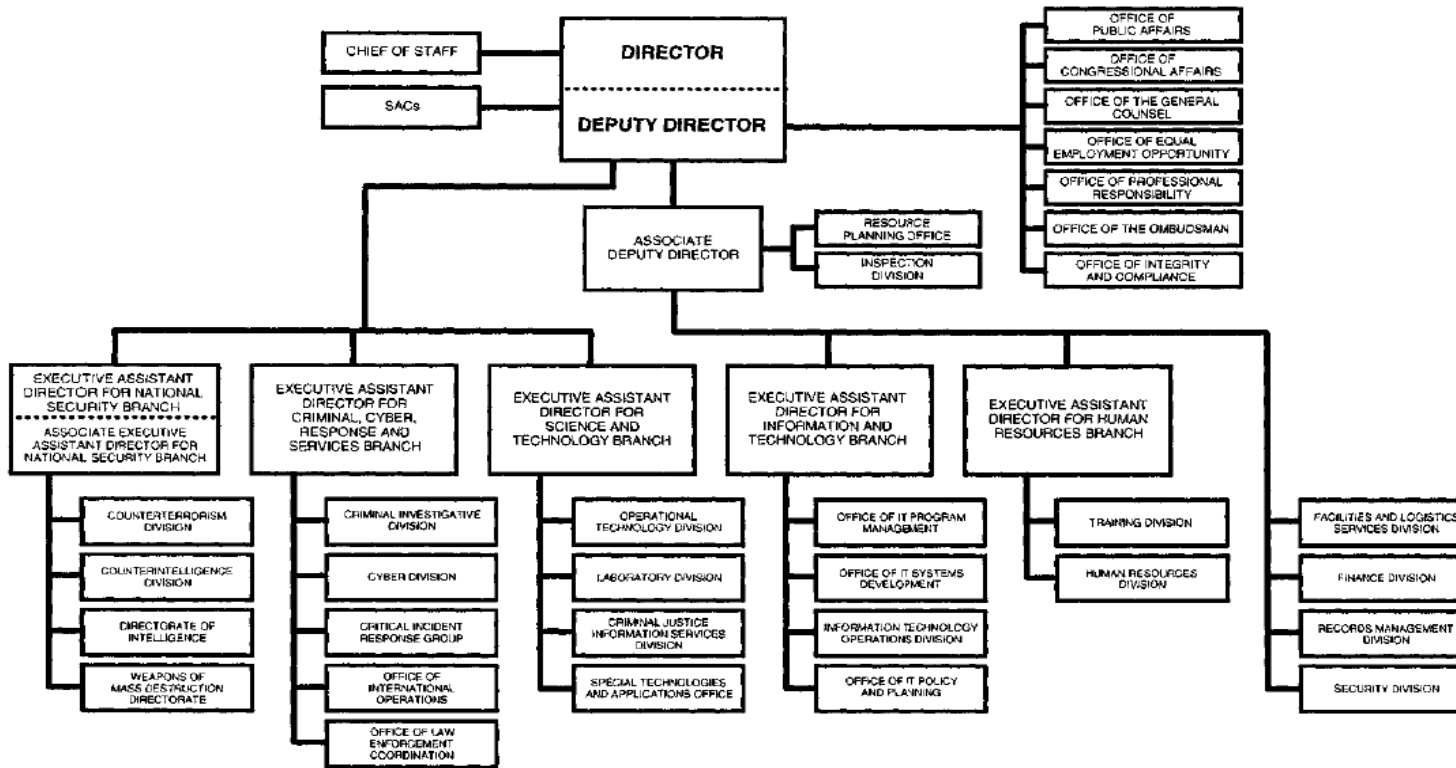 CHIEF OF STAFF
SACs
DIRECTOR
DEPUTY DIRECTOR
OFFICE OF
PUBLIC AFFAIRS
OFFICE OF
CONGRESSIONAL AFFAIRS
OFFICE OF THE GENERAL
COUNSEL
OFFICE OF EQUAL
EMPLOYMENT OPPORTUNITY
OFFICE OF PROFESSIONAL
RESPONSIBILITY
OFFICE OF THE OMBUDSMAN
OFFICE OF INTEGRITY
AND COMPLIANCE
ASSOCIATE
DEPUTY DIRECTOR
RESOURCE
PLANNING OFFICE
INSPECTION
DIVISION
EXECUTIVE ASSISTANT
DIRECTOR FOR NATIONAL
SECURITY BRANCH
ASSOCIATE EXECUTIVE
ASSISTANT DIRECTOR FOR
NATIONAL SECURITY BRANCH
COUNTERTERRORISM
DIVISION
COUNTERINTELLIGENCE
DIVISION
DIRECTORATE OF
INTELLIGENCE
WEAPONS OF
MASS DESTRUCTION
DIRECTORATE
EXECUTIVE ASSISTANT
DIRECTOR FOR
CRIMINAL, CYBER,
RESPONSE AND
SERVICES BRANCH
CRIMINAL INVESTIGATIVE
DIVISION
CYBER DIVISION
CRITICAL INCIDENT
RESPONSE GROUP
OFFICE OF
INTERNATIONAL
OPERATIONS
OFFICE OF LAW
ENFORCEMENT
COORDINATION
EXECUTIVE ASSISTANT
DIRECTOR FOR
SCIENCE AND
TECHNOLOGY BRANCH
OPERATIONAL
TECHNOLOGY DIVISION
LABORATORY DIVISION
CRIMINAL JUSTICE
INFORMATION SERVICES
DIVISION
SPECIAL TECHNOLOGIES
AND APPLICATIONS OFFICE
EXECUTIVE ASSISTANT
DIRECTOR FOR
INFORMATION AND
TECHNOLOGY BRANCH
OFFICE OF IT PROGRAM
MANAGEMENT
OFFICE OF IT SYSTEMS
DEVELOPMENT
INFORMATION TECHNOLOGY
OPERATIONS DIVISION
OFFICE OF IT POLICY
AND PLANNING
EXECUTIVE ASSISTANT
DIRECTOR FOR HUMAN
RESOURCES BRANCH
TRAINING DIVISION
HUMAN RESOURCES
DIVISION
FACILITIES AND LOGISTICS
SERVICES DIVISION
FINANCE DIVISION
RECORDS MANAGEMENT
DIVISION
SECURITY DIVISION